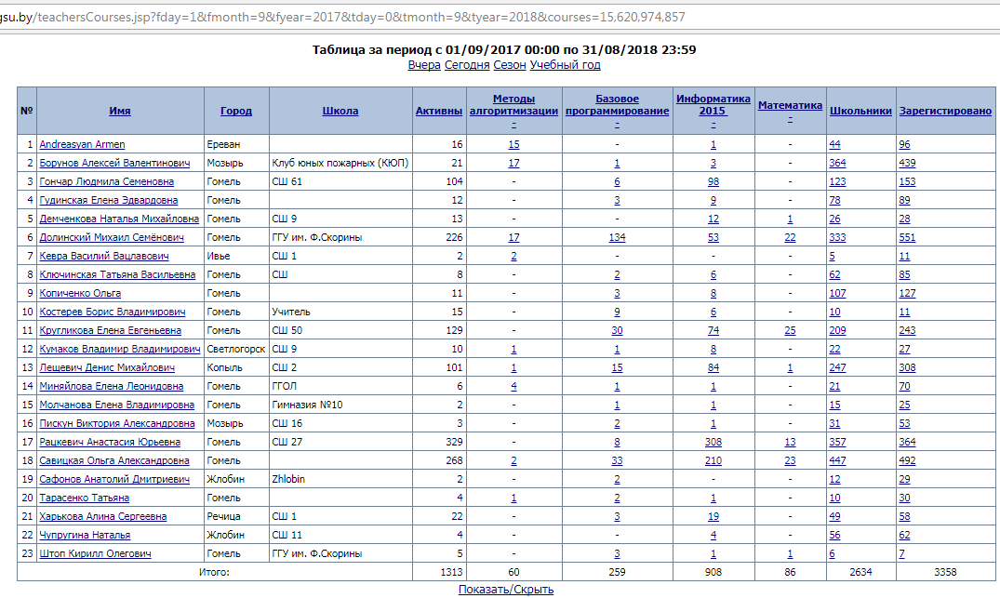 gsu.by/teachersCourses.jsp?fday=1&fmonth=9&fyear=2017&tday=0&tmonth=9&tyear=2018&courses=15,620,974,857
Таблица за период с 01/09/2017 00:00 по 31/08/2018 23:59
Вчера Сегодня Сезон Учебный год
№ Имя Город Школа Активны Методы алгоритмизации - Базовое программирование - Информатика 2015 - Математика - Школьники Зарегистировано
1 Andreasyan Armen Ереван 16 15 - 1 - 44 96
2 Борунов Алексей Валентинович Мозырь Клуб юных пожарных (КЮП) 21 17 1 3 - 364 439
3 Гончар Людмила Семеновна Гомель СШ 61 104 - 6 98 - 123 153
4 Гудинская Елена Эдвардовна Гомель 12 - 3 9 - 78 89
5 Демченкова Наталья Михайловна Гомель СШ 9 13 - - 12 1 26 28
6 Долинский Михаил Семёнович Гомель ГГУ им. Ф.Скорины 226 17 134 53 22 333 551
7 Кевра Василий Вацлавович Ивье СШ 1 2 2 - - - 5 11
8 Ключинская Татьяна Васильевна Гомель СШ 8 - 2 6 - 62 85
9 Копиченко Ольга Гомель 11 - 3 8 - 107 127
10 Костерев Борис Владимирович Гомель Учитель 15 - 9 6 - 10 11
11 Кругликова Елена Евгеньевна Гомель СШ 50 129 - 30 74 25 209 243
12 Кумаков Владимир Владимирович Светлогорск СШ 9 10 1 1 8 - 22 27
13 Лещевич Денис Михайлович Копыль СШ 2 101 1 15 84 1 247 308
14 Миняйлова Елена Леонидовна Гомель ГГОЛ 6 4 1 1 - 21 70
15 Молчанова Елена Владимировна Гомель Гимназия №10 2 - 1 1 - 15 25
16 Пискун Виктория Александровна Мозырь СШ 16 3 - 2 1 - 31 53
17 Рацкевич Анастасия Юрьевна Гомель СШ 27 329 - 8 308 13 357 364
18 Савицкая Ольга Александровна Гомель 268 2 33 210 23 447 492
19 Сафонов Анатолий Дмитриевич Жлобин Zhlobin 2 - 2 - - 12 29
20 Тарасенко Татьяна Гомель 4 1 2 1 - 10 30
21 Харькова Алина Сергеевна Речица СШ 1 22 - 3 19 - 49 58
22 Чупругина Наталья Жлобин СШ 11 4 - - 4 - 56 62
23 Штоп Кирилл Олегович Гомель ГГУ им. Ф.Скорины 5 - 3 1 1 6 7
Итого: 1313 60 259 908 86 2634 3358
Показать/Скрыть